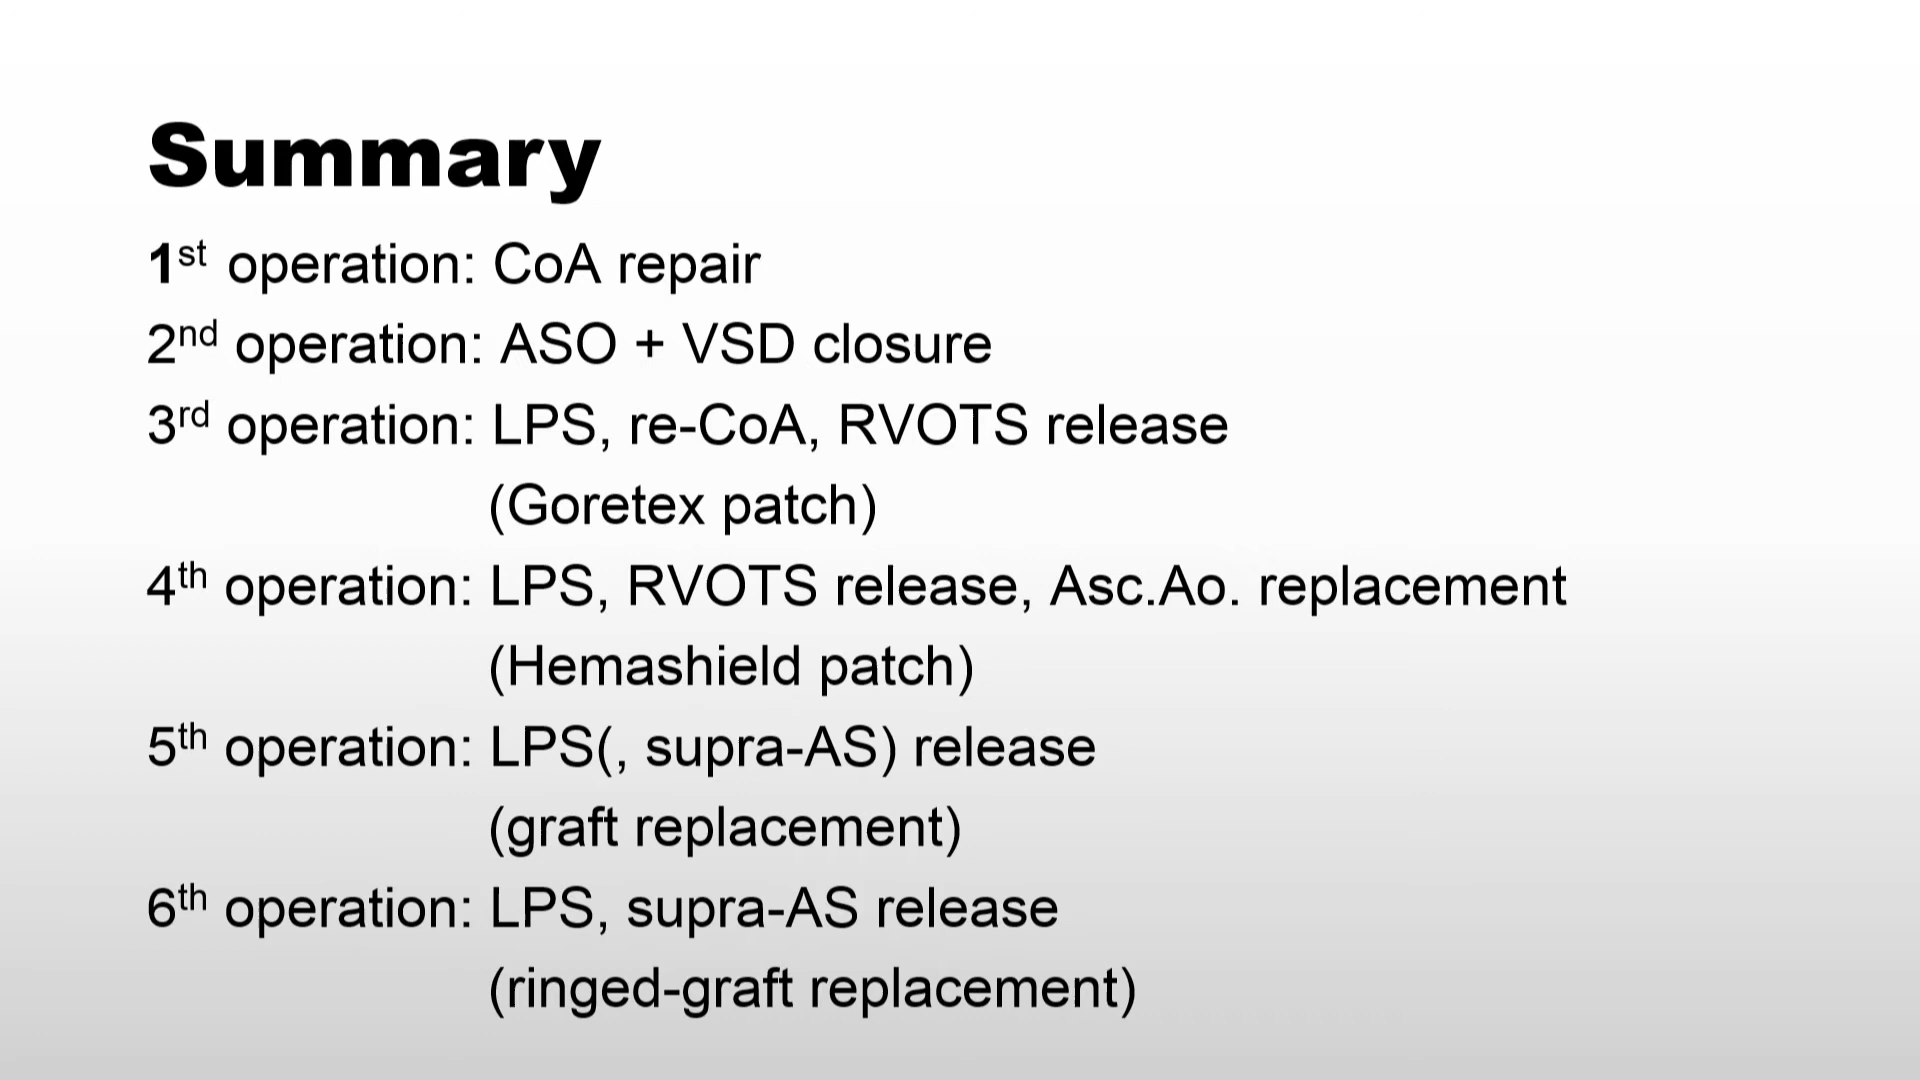 Summary
1st operation: CoA repair
2nd operation: ASO + VSD closure
3rd operation: LPS, re-CoA, RVOTS release
(Goretex patch)
4th operation: LPS, RVOTS release, Asc.Ao. replacement
(Hemashield patch)
5th operation: LPS(, supra-AS) release
(graft replacement)
6th operation: LPS, supra-AS release
(ringed-graft replacement)